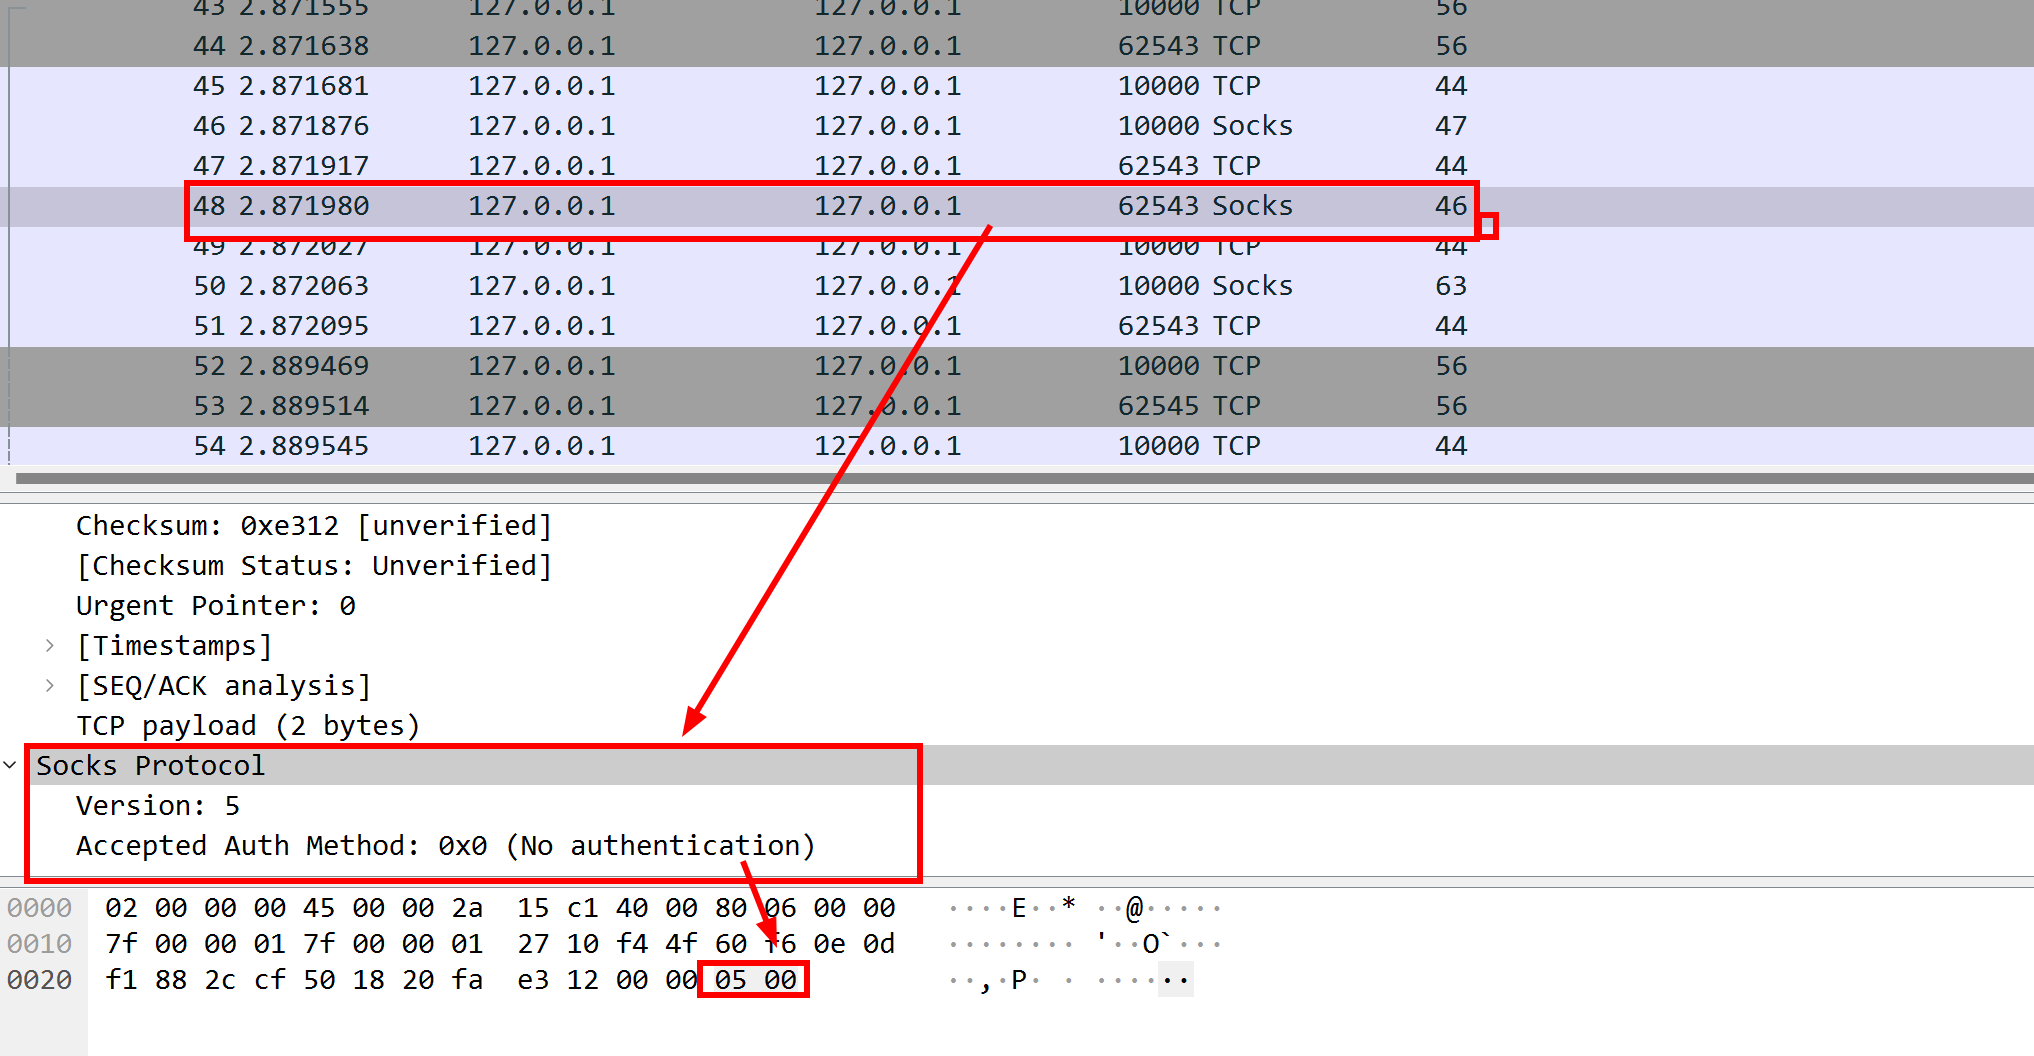 43 2.871555 127.0.0.1 127.0.0.1 10000 TCP 56
44 2.871638 127.0.0.1 127.0.0.1 62543 TCP 56
45 2.871681 127.0.0.1 127.0.0.1 10000 TCP 44
46 2.871876 127.0.0.1 127.0.0.1 10000 Socks 47
47 2.871917 127.0.0.1 127.0.0.1 62543 TCP 44
48 2.871980 127.0.0.1 127.0.0.1 62543 Socks 46
49 2.872027 127.0.0.1 127.0.0.1 10000 TCP 44
50 2.872063 127.0.0.1 127.0.0.1 10000 Socks 63
51 2.872095 127.0.0.1 127.0.0.1 62543 TCP 44
52 2.889469 127.0.0.1 127.0.0.1 10000 TCP 56
53 2.889514 127.0.0.1 127.0.0.1 62545 TCP 56
54 2.889545 127.0.0.1 127.0.0.1 10000 TCP 44
Checksum: 0xe312 [unverified]
[Checksum Status: Unverified]
Urgent Pointer: 0
[Timestamps]
[SEQ/ACK analysis]
TCP payload (2 bytes)
Socks Protocol
Version: 5
Accepted Auth Method: 0x0 (No authentication)
0000 02 00 00 00 45 00 00 2a 15 c1 40 00 80 06 00 00 ····E··* ··@·····
0010 7f 00 00 01 7f 00 00 01 27 10 f4 4f 60 f6 0e 0d ········ '··O`···
0020 f1 88 2c cf 50 18 20 fa e3 12 00 00 05 00 ··,·P· · ······